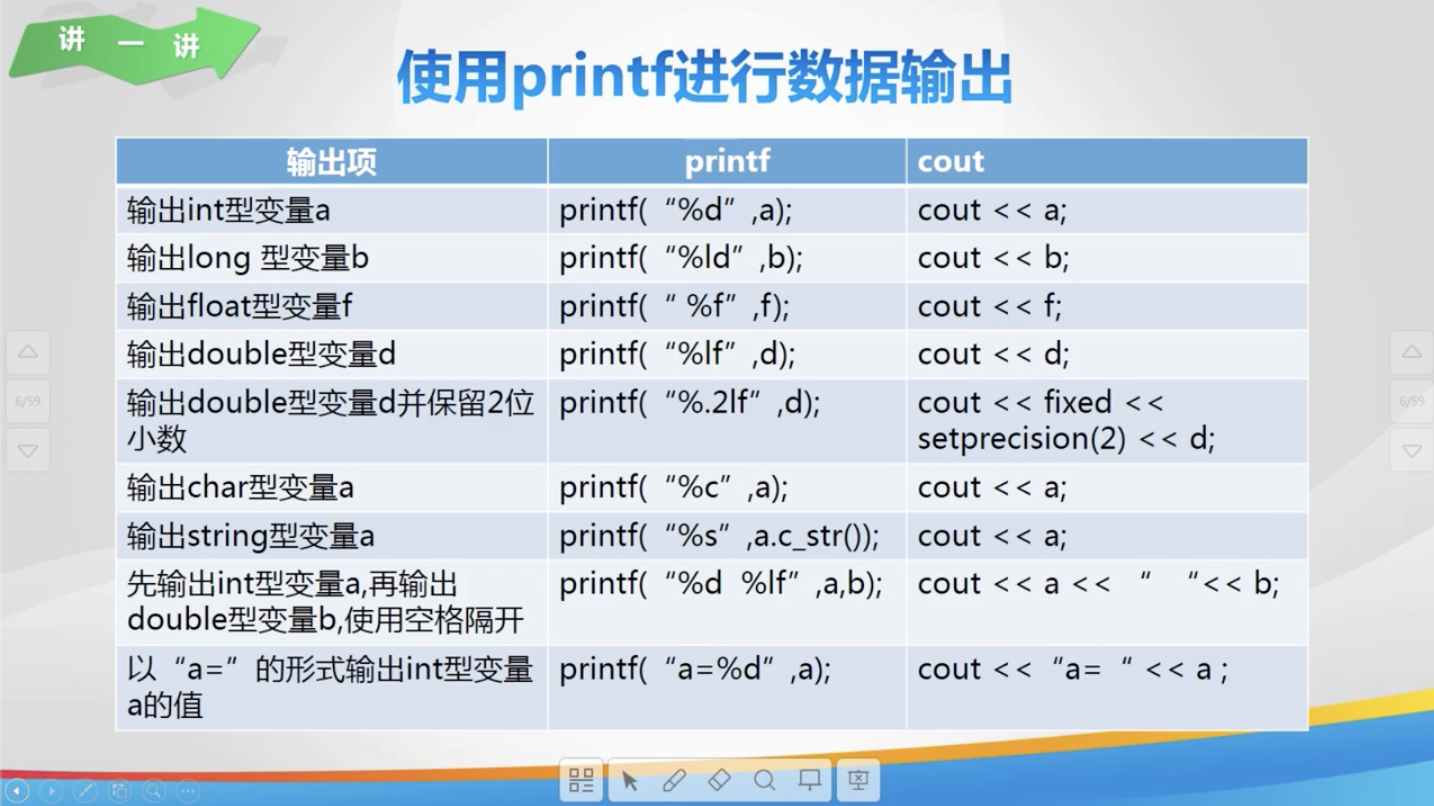 讲一讲
使用printf进行数据输出
输出项 printf cout
输出int型变量a printf(“%d”,a); cout << a;
输出long 型变量b printf(“%ld”,b); cout << b;
输出float型变量f printf(“ %f”,f); cout << f;
输出double型变量d printf(“%lf”,d); cout << d;
输出double型变量d并保留2位 printf(“%.2lf”,d); cout << fixed <<
小数 setprecision(2) << d;
输出char型变量a printf(“%c”,a); cout << a;
输出string型变量a printf(“%s”,a.c_str()); cout << a;
先输出int型变量a,再输出 printf(“%d  %lf”,a,b); cout << a << “  “<< b;
double型变量b,使用空格隔开
以“a=”的形式输出int型变量 printf(“a=%d”,a); cout <<“a= “ << a ;
a的值
6/59
6/59